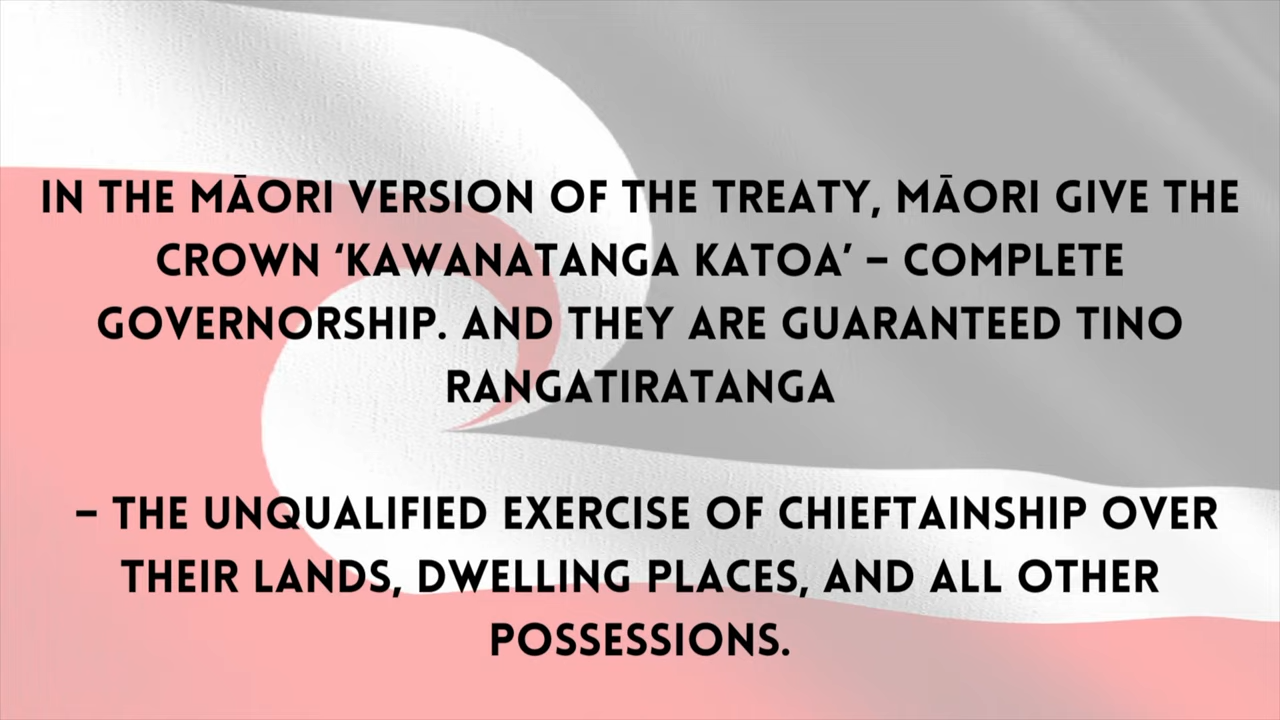 IN THE MĀORI VERSION OF THE TREATY, MĀORI GIVE THE
CROWN ‘KAWANATANGA KATOA’ – COMPLETE
GOVERNORSHIP. AND THEY ARE GUARANTEED TINO
RANGATIRATANGA
– THE UNQUALIFIED EXERCISE OF CHIEFTAINSHIP OVER
THEIR LANDS, DWELLING PLACES, AND ALL OTHER
POSSESSIONS.